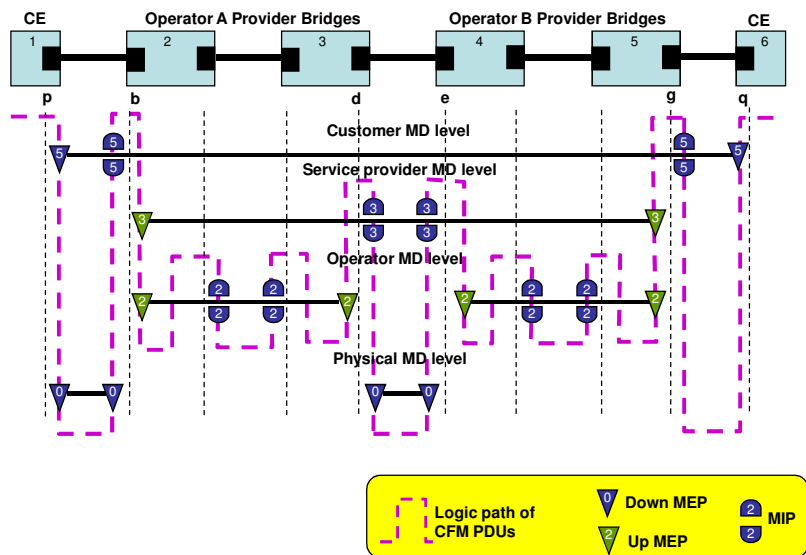 CE Operator A Provider Bridges Operator B Provider Bridges CE
1 2 3 4 5 6
p b d e g q
Customer MD level
5 5
5 5 5 5
Service provider MD level
3 3
3 3 3 3
Operator MD level
2 2 2 2
2 2 2 2
2 2 2 2
Physical MD level
0 0 0 0
Logic path of
CFM PDUs
0 Down MEP
2 Up MEP
2
2
MIP